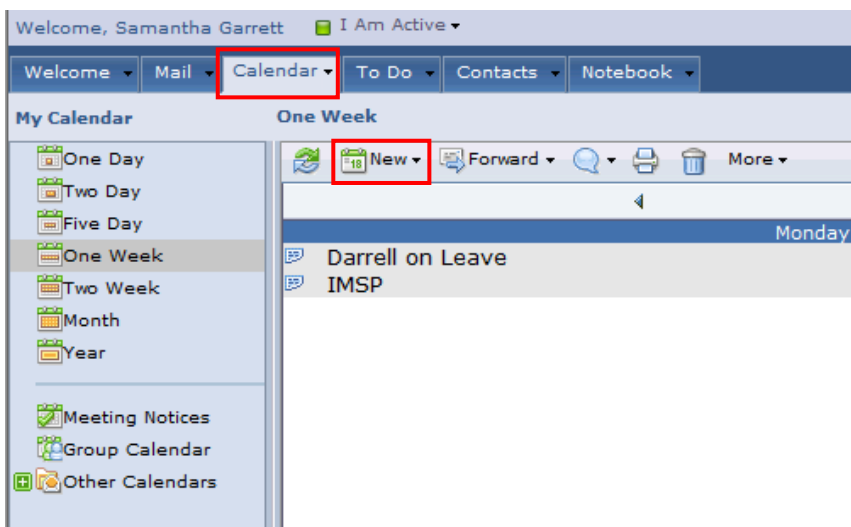 Welcome, Samantha Garrett I Am Active
Welcome Mail Calendar To Do Contacts Notebook
My Calendar One Week
One Day
Two Day
Five Day
One Week
Two Week
Month
Year
Meeting Notices
Group Calendar
Other Calendars
18 New Forward More
Monday
Darrell on Leave
IMSP